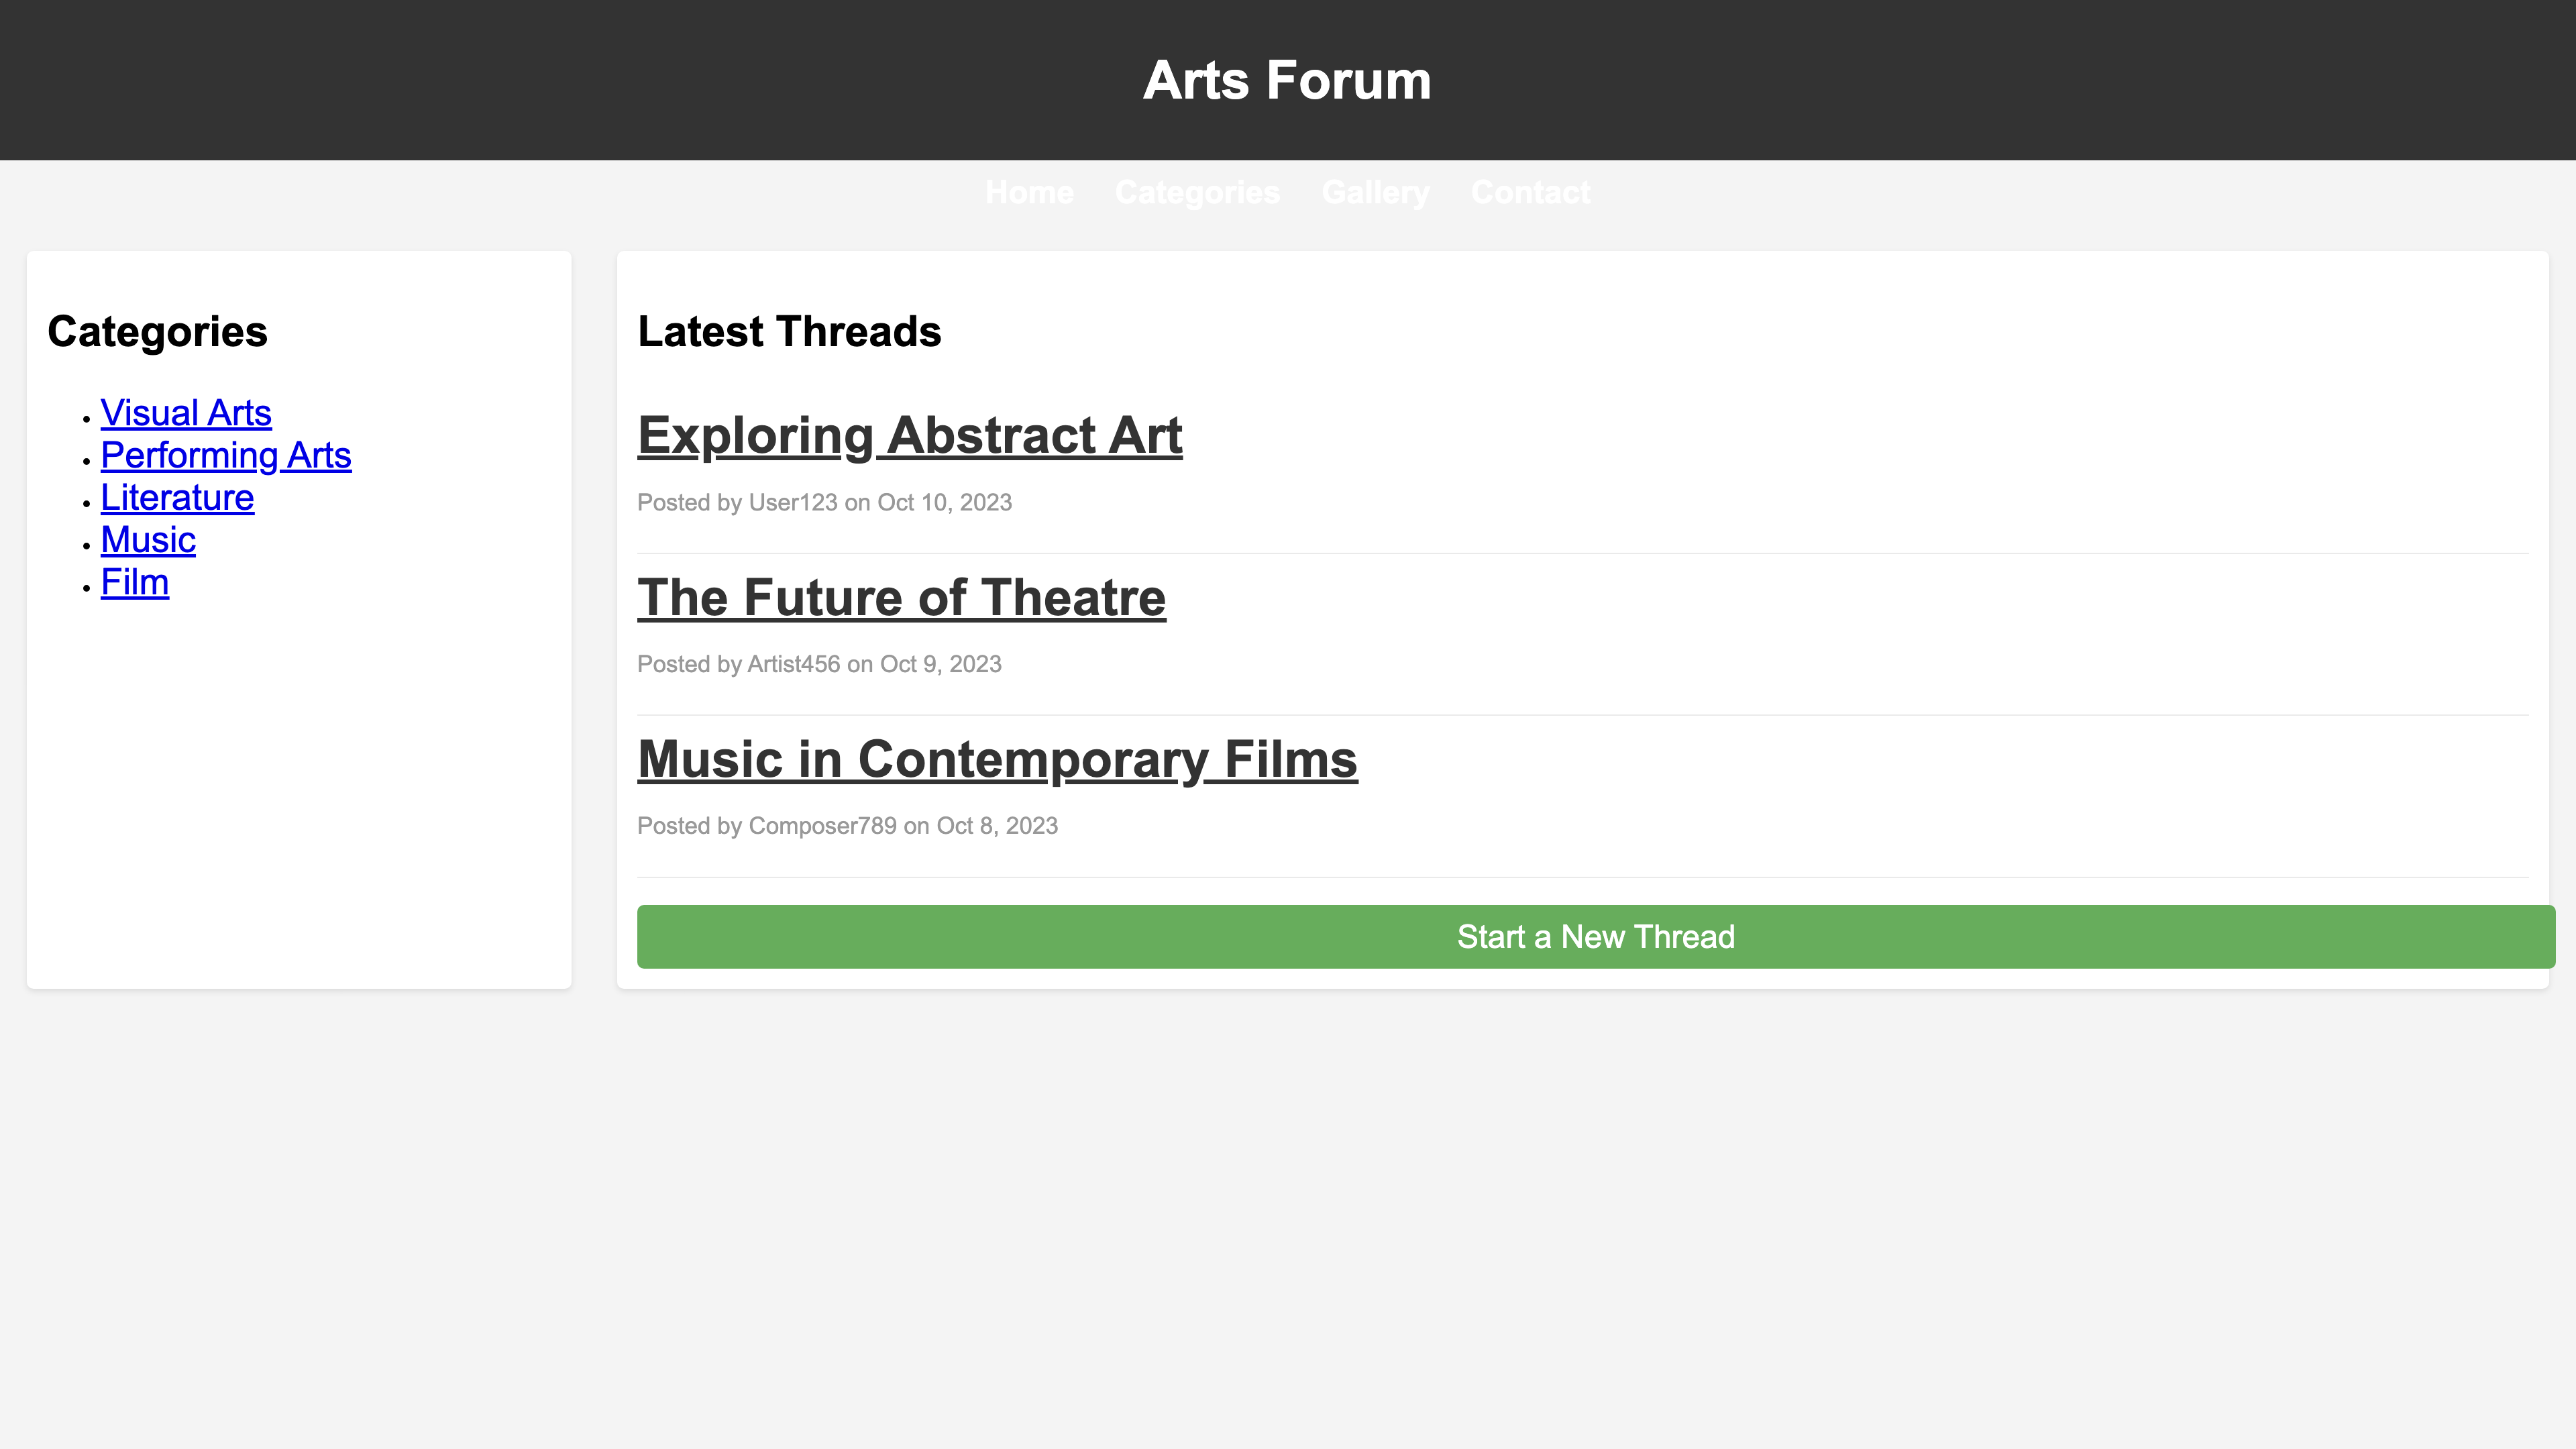 Arts Forum
Home Categories Gallery Contact
Categories
Visual Arts
Performing Arts
Literature
Music
Film
Latest Threads
Exploring Abstract Art
Posted by User123 on Oct 10, 2023
The Future of Theatre
Posted by Artist456 on Oct 9, 2023
Music in Contemporary Films
Posted by Composer789 on Oct 8, 2023
Start a New Thread